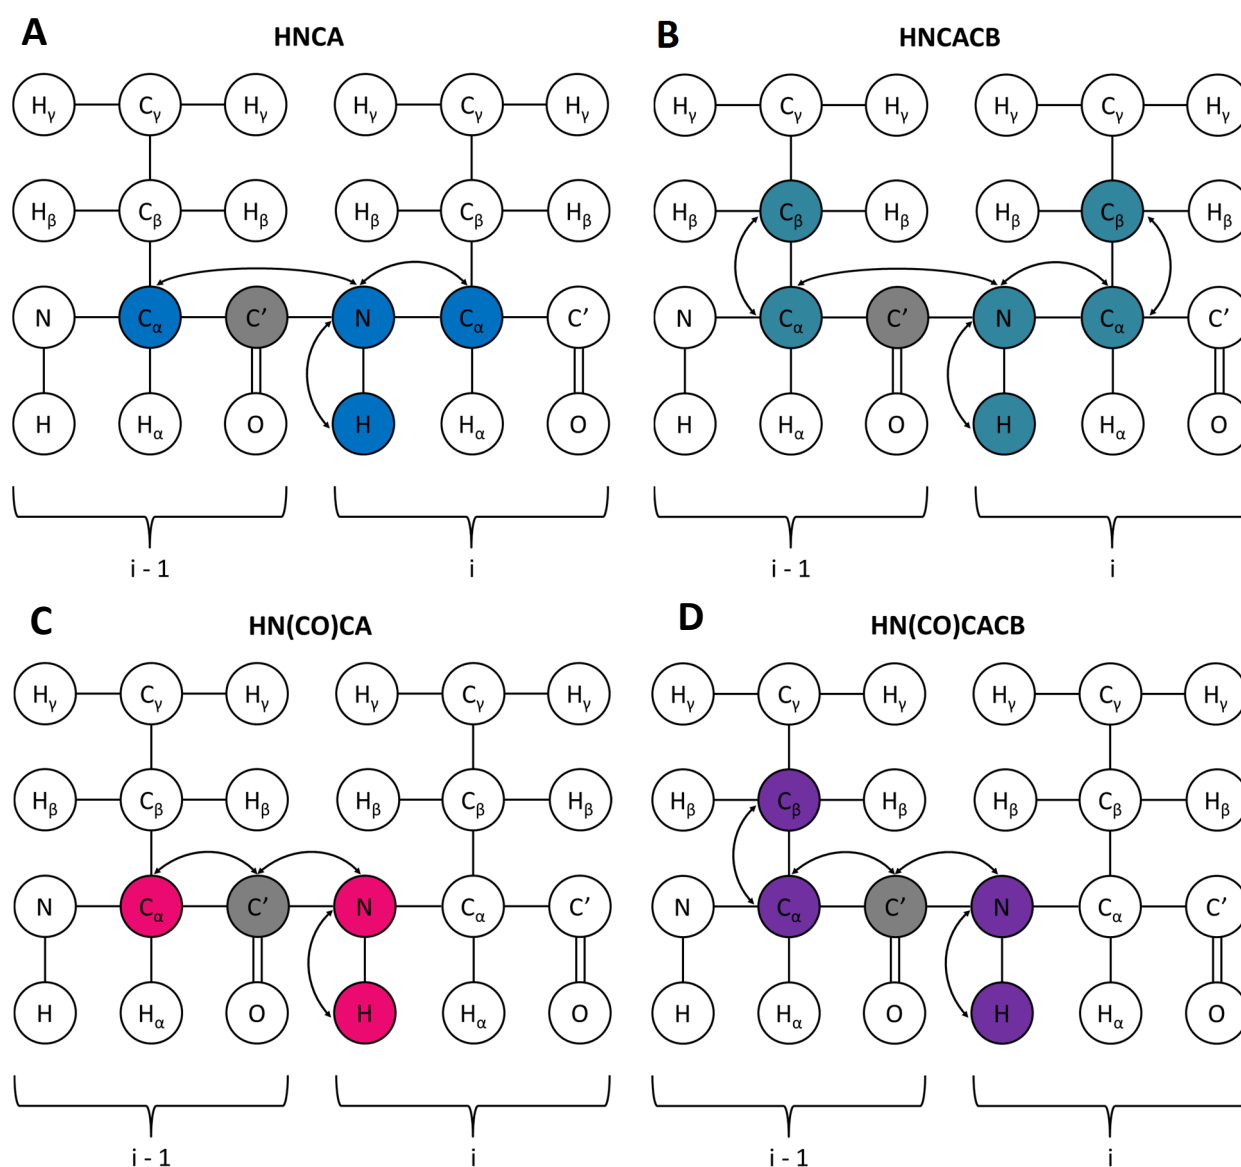 A HNCA B HNCACB
Hγ Cγ Hγ Hγ Cγ Hγ Hγ Cγ Hγ Hγ Cγ Hγ
Hβ Cβ Hβ Hβ Cβ Hβ Hβ Cβ Hβ Hβ Cβ Hβ
N Cα C′ N Cα C′ N Cα C′ N Cα C′
H Hα O H Hα O H Hα O H Hα O
i - 1 i i - 1 i
C HN(CO)CA D HN(CO)CACB
Hγ Cγ Hγ Hγ Cγ Hγ Hγ Cγ Hγ Hγ Cγ Hγ
Hβ Cβ Hβ Hβ Cβ Hβ Hβ Cβ Hβ Hβ Cβ Hβ
N Cα C′ N Cα C′ N Cα C′ N Cα C′
H Hα O H Hα O H Hα O H Hα O
i - 1 i i - 1 i